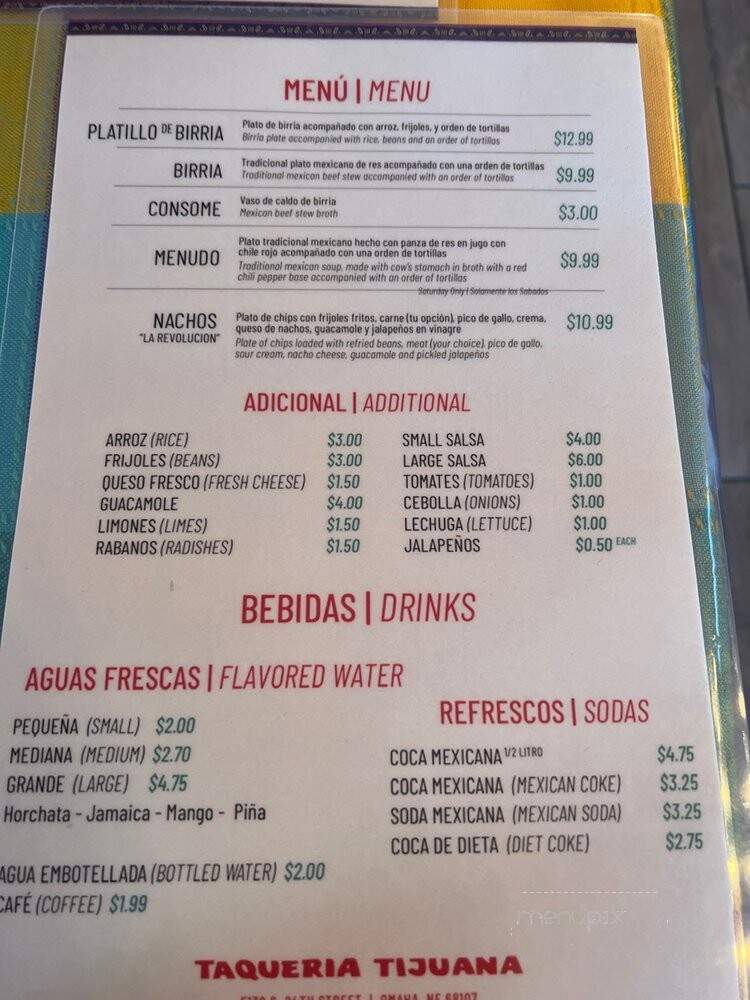 MENÚ | MENU
PLATILLO DE BIRRIA
Plato de birria acompañado con arroz, frijoles, y orden de tortillas
Birria plate accompanied with rice, beans and an order of tortillas
$12.99
BIRRIA
Tradicional plato mexicano de res acompañado con una orden de tortillas
Traditional mexican beef stew accompanied with an order of tortillas
$9.99
CONSOME
Vaso de caldo de birria
Mexican beef stew broth
$3.00
MENUDO
Plato tradicional mexicano hecho con panza de res en jugo con
chile rojo acompañado con una orden de tortillas
Traditional mexican soup, made with cow's stomach in broth with a red
chili pepper base accompanied with an order of tortillas
$9.99
Saturday Only | Solamente los Sabados
NACHOS
"LA REVOLUCION"
Plato de chips con frijoles fritos, carne (tu opción), pico de gallo, crema,
queso de nachos, guacamole y jalapeños en vinagre
Plate of chips loaded with refried beans, meat (your choice), pico de gallo,
sour cream, nacho cheese, guacamole and pickled jalapeños
$10.99
ADICIONAL | ADDITIONAL
ARROZ (RICE) $3.00
FRIJOLES (BEANS) $3.00
QUESO FRESCO (FRESH CHEESE) $1.50
GUACAMOLE $4.00
LIMONES (LIMES) $1.50
RABANOS (RADISHES) $1.50
SMALL SALSA $4.00
LARGE SALSA $6.00
TOMATES (TOMATOES) $1.00
CEBOLLA (ONIONS) $1.00
LECHUGA (LETTUCE) $1.00
JALAPEÑOS $0.50 EACH
BEBIDAS | DRINKS
AGUAS FRESCAS | FLAVORED WATER
PEQUEÑA (SMALL) $2.00
MEDIANA (MEDIUM) $2.70
GRANDE (LARGE) $4.75
Horchata - Jamaica - Mango - Piña
AGUA EMBOTELLADA (BOTTLED WATER) $2.00
CAFÉ (COFFEE) $1.99
REFRESCOS | SODAS
COCA MEXICANA 1/2 LITRO $4.75
COCA MEXICANA (MEXICAN COKE) $3.25
SODA MEXICANA (MEXICAN SODA) $3.25
COCA DE DIETA (DIET COKE) $2.75
menupix
TAQUERIA TIJUANA
STREET | OMAHA, NE 68107